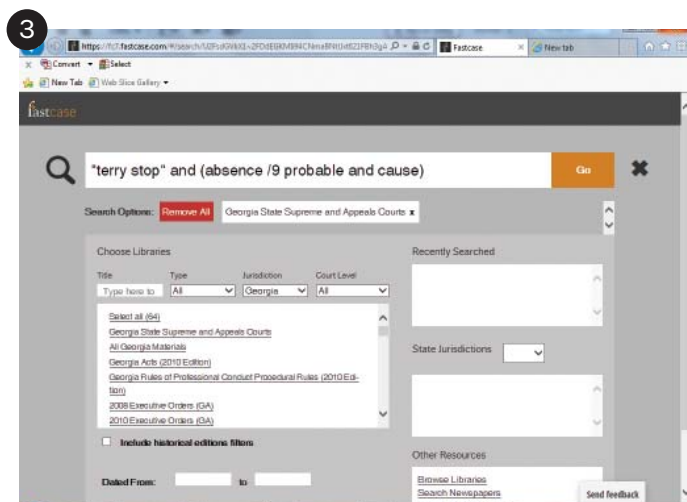 3
Fastcase
New tab
Convert Select
New Tab Web Slice Gallery
fastcase
"terry stop" and (absence /9 probable and cause)
Go
Search Options: Remove All Georgia State Supreme and Appeals Courts x
Choose Libraries
Recently Searched
Title Type Jurisdiction Court Level
Type here to All Georgia All
Select all (64)
Georgia State Supreme and Appeals Courts
All Georgia Materials
Georgia Acts (2010 Edition)
Georgia Rules of Professional Conduct Procedural Rules (2010 Edi-
tion)
2008 Executive Orders (GA)
2010 Executive Orders (GA)
State Jurisdictions
Include historical editions filters
Other Resources
Dated From: to
Browse Libraries
Search Newspapers
Send feedback